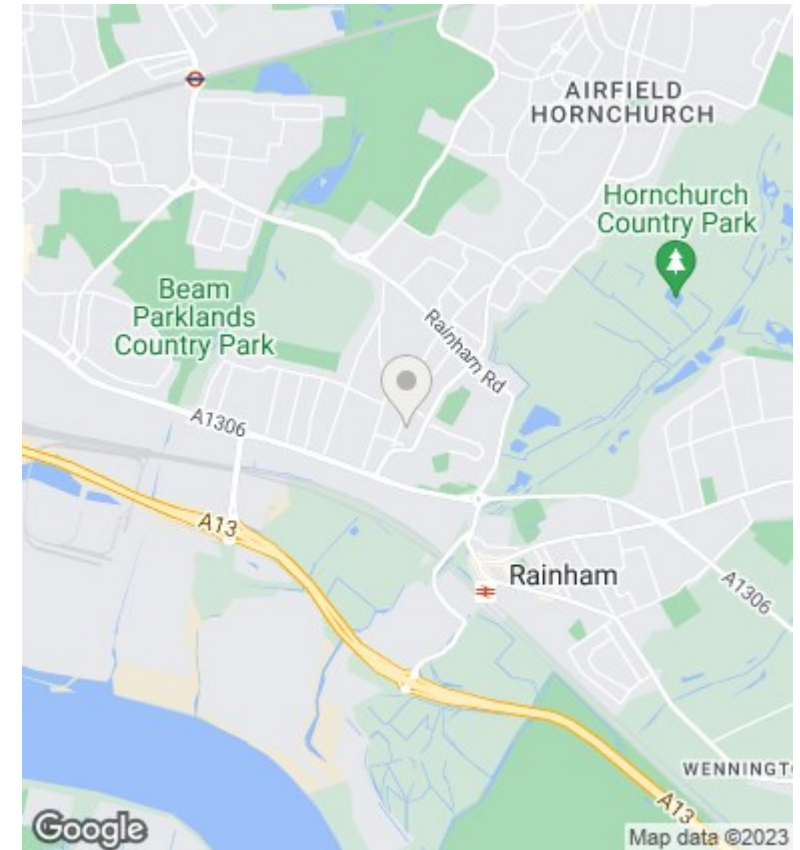 AIRFIELD
HORNCHURCH
Hornchurch
Country Park
Beam
Parklands
Country Park
Rainham Rd
A1306
A13
Rainham
A1306
WENNINGT
A13
Google
Map data ©2023